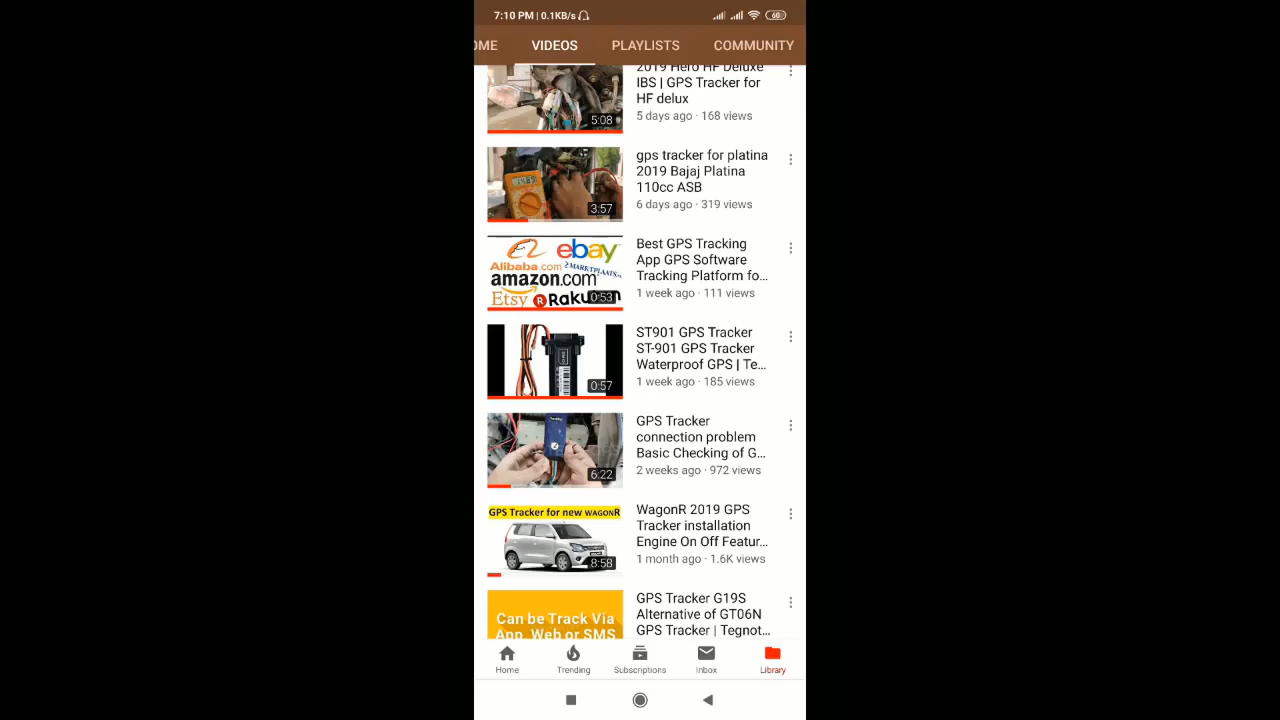 7:10 PM | 0.1KB/s
60
OME
VIDEOS
PLAYLISTS
COMMUNITY
2019 Hero HF Deluxe
IBS | GPS Tracker for
HF delux
5 days ago · 168 views
5:08
gps tracker for platina
2019 Bajaj Platina
110cc ASB
6 days ago · 319 views
3:57
ebay
Alibaba.com
amazon.com
Etsy
Rakuten
0:53
Best GPS Tracking
App GPS Software
Tracking Platform fo...
1 week ago · 111 views
ST901 GPS Tracker
ST-901 GPS Tracker
Waterproof GPS | Te...
1 week ago · 185 views
0:57
GPS Tracker
connection problem
Basic Checking of G...
2 weeks ago · 972 views
6:22
GPS Tracker for new WAGONR
8:58
WagonR 2019 GPS
Tracker installation
Engine On Off Featur...
1 month ago · 1.6K views
Can be Track Via
App, Web or SMS
GPS Tracker G19S
Alternative of GT06N
GPS Tracker | Tegnot...
Home
Trending
Subscriptions
Inbox
Library